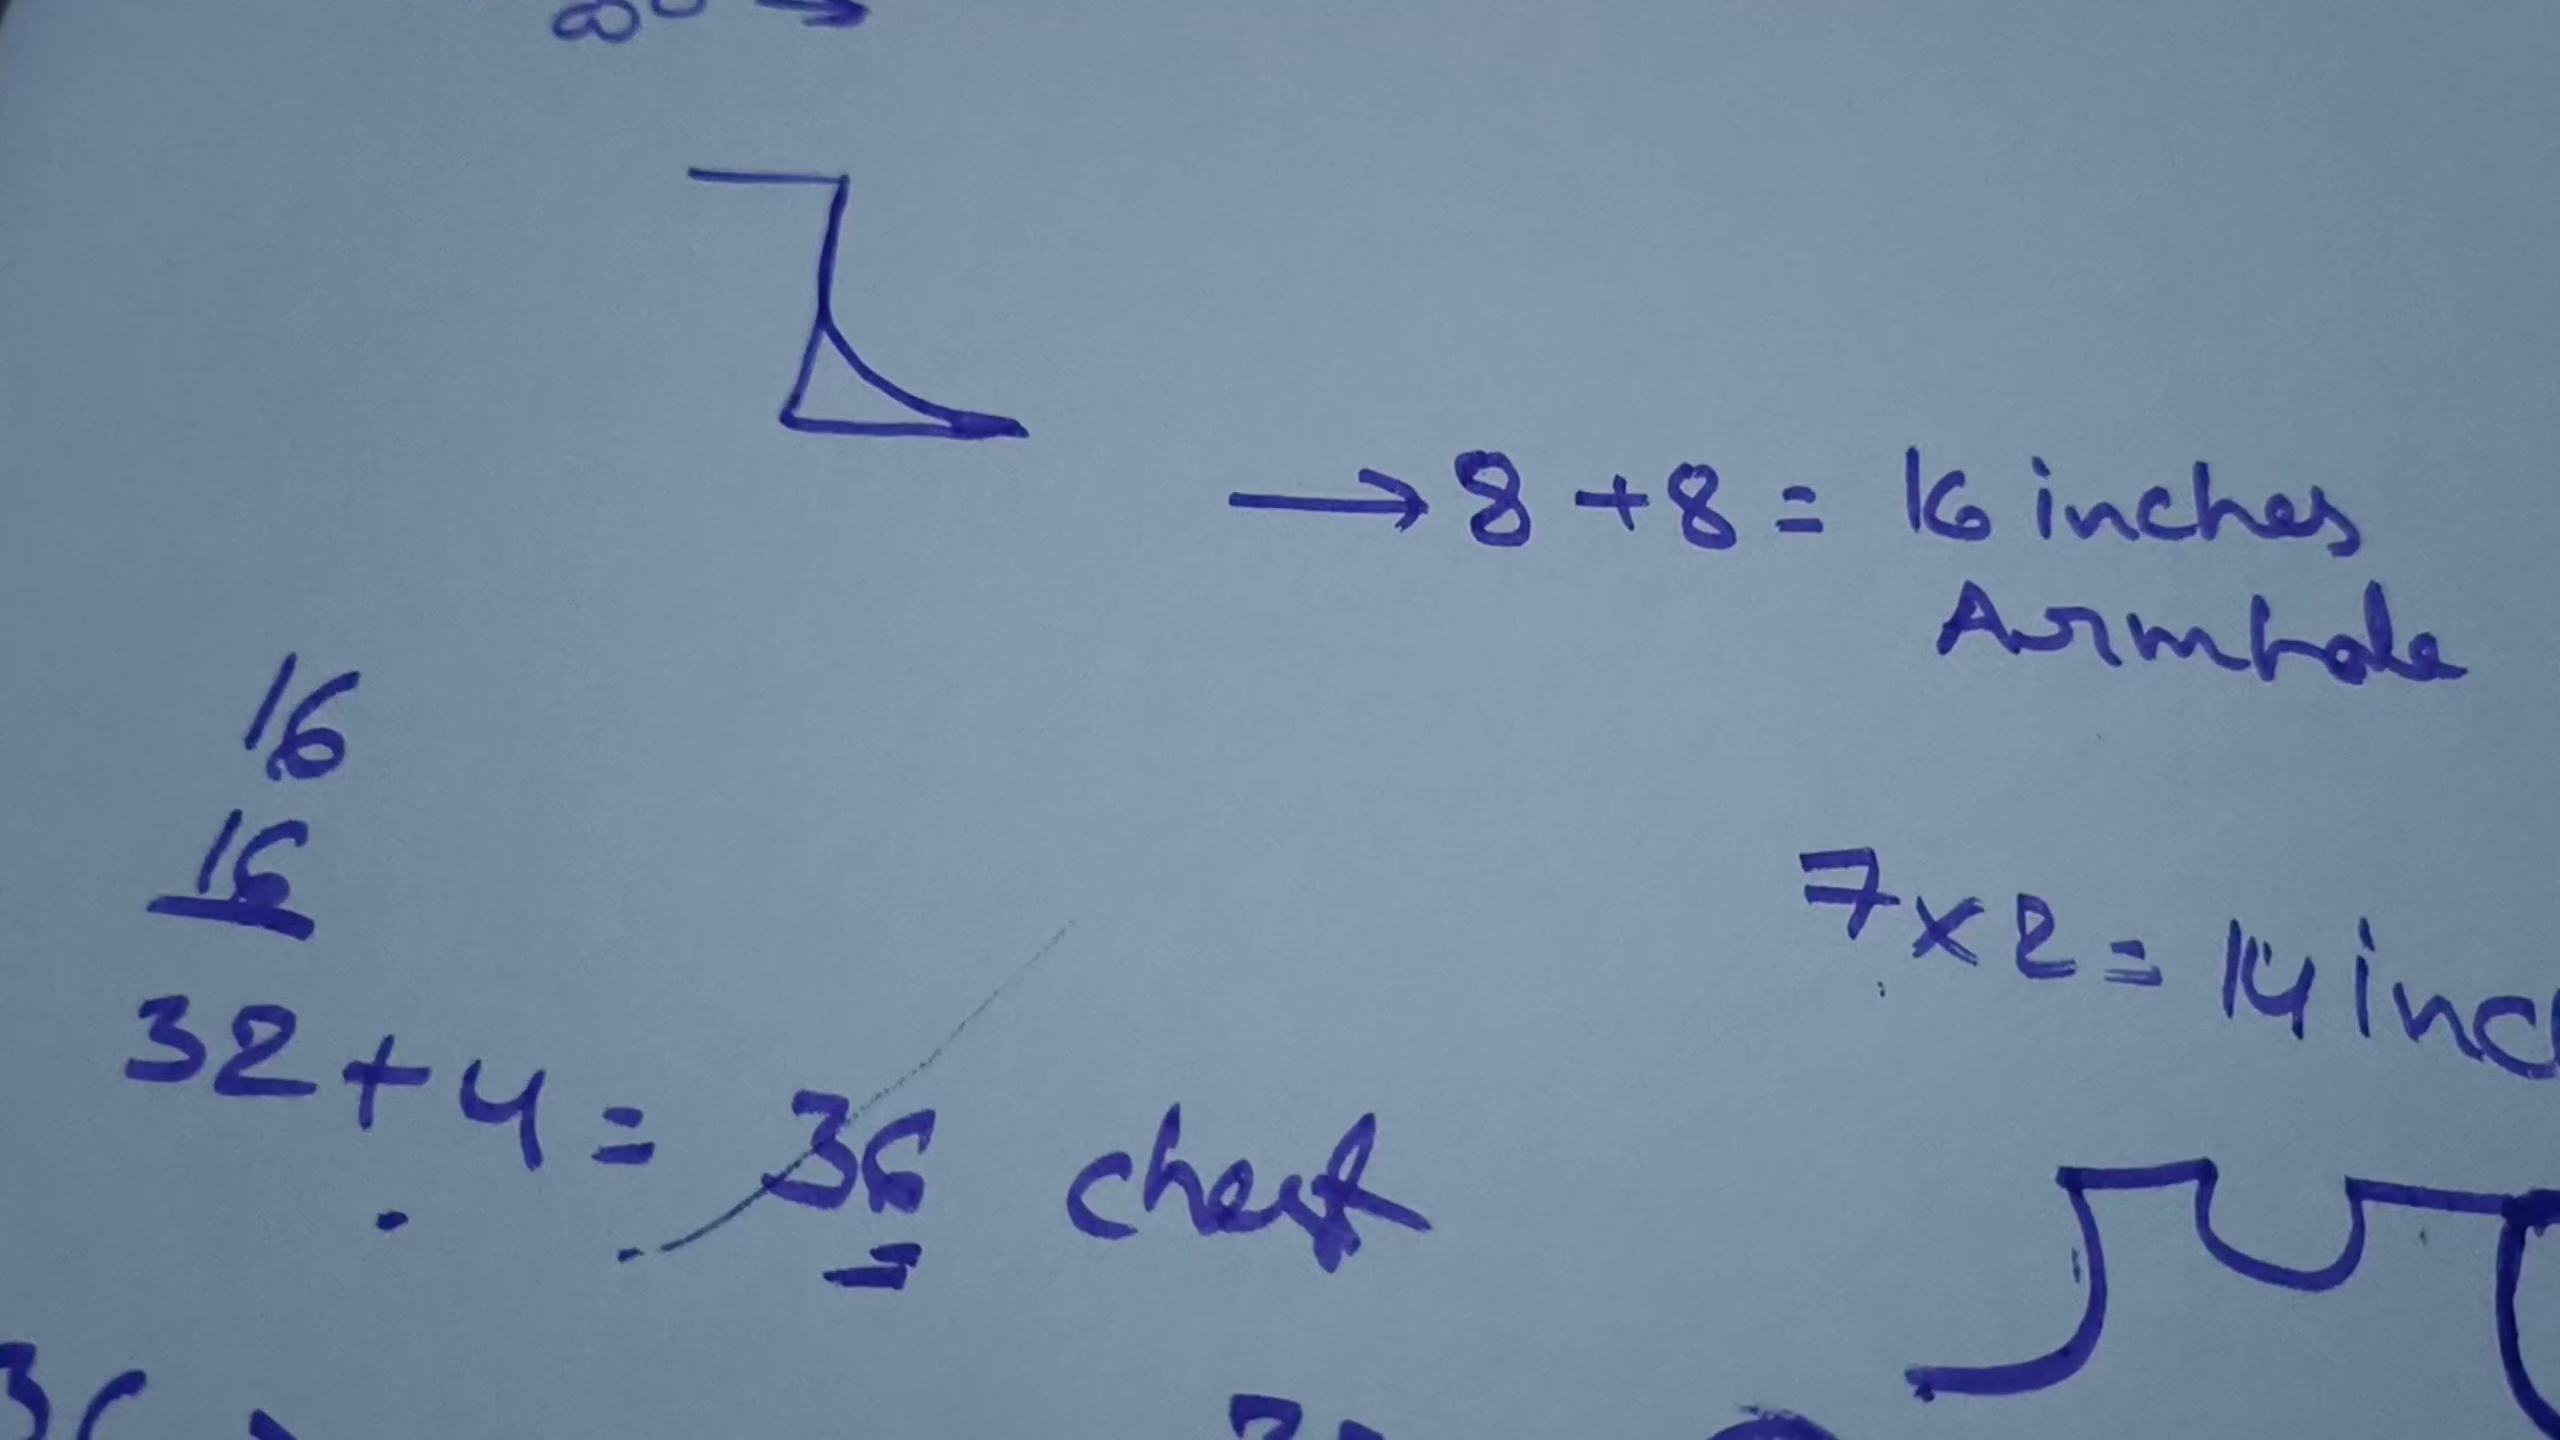 → 8 + 8 = 16 inches
Armhole
16
16
32 + 4 = 36 chest
7 × 2 = 14 inc